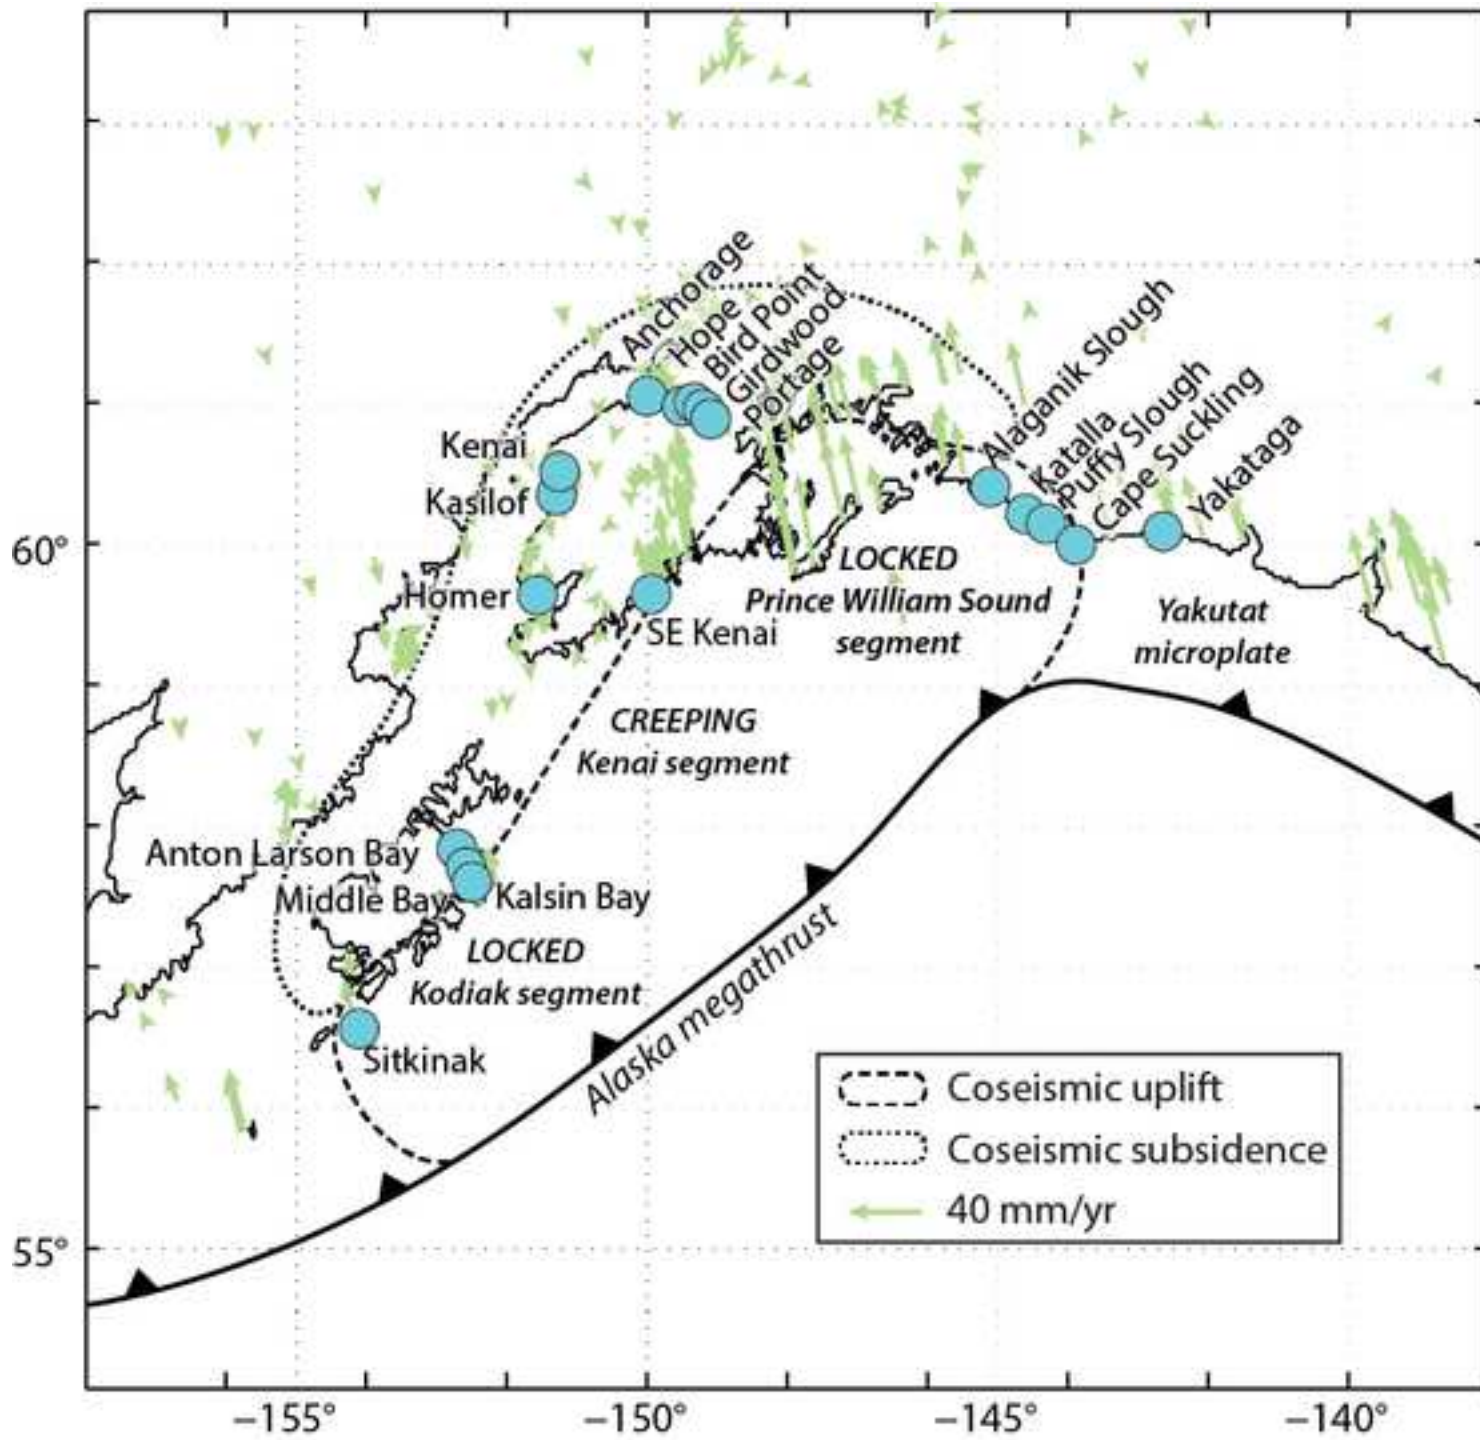 Anchorage
Hope
Bird Point
Girdwood
Portage
Alaganik Slough
Katalla
Puffy Slough
Cape Suckling
Yakataga
Kenai
Kasilof
60°
Homer
SE Kenai
LOCKED
Prince William Sound
segment
Yakutat
microplate
CREEPING
Kenai segment
Anton Larson Bay
Middle Bay
Kalsin Bay
LOCKED
Kodiak segment
Sitkinak
Alaska megathrust
Coseismic uplift
Coseismic subsidence
40 mm/yr
55°
−155°
−150°
−145°
−140°